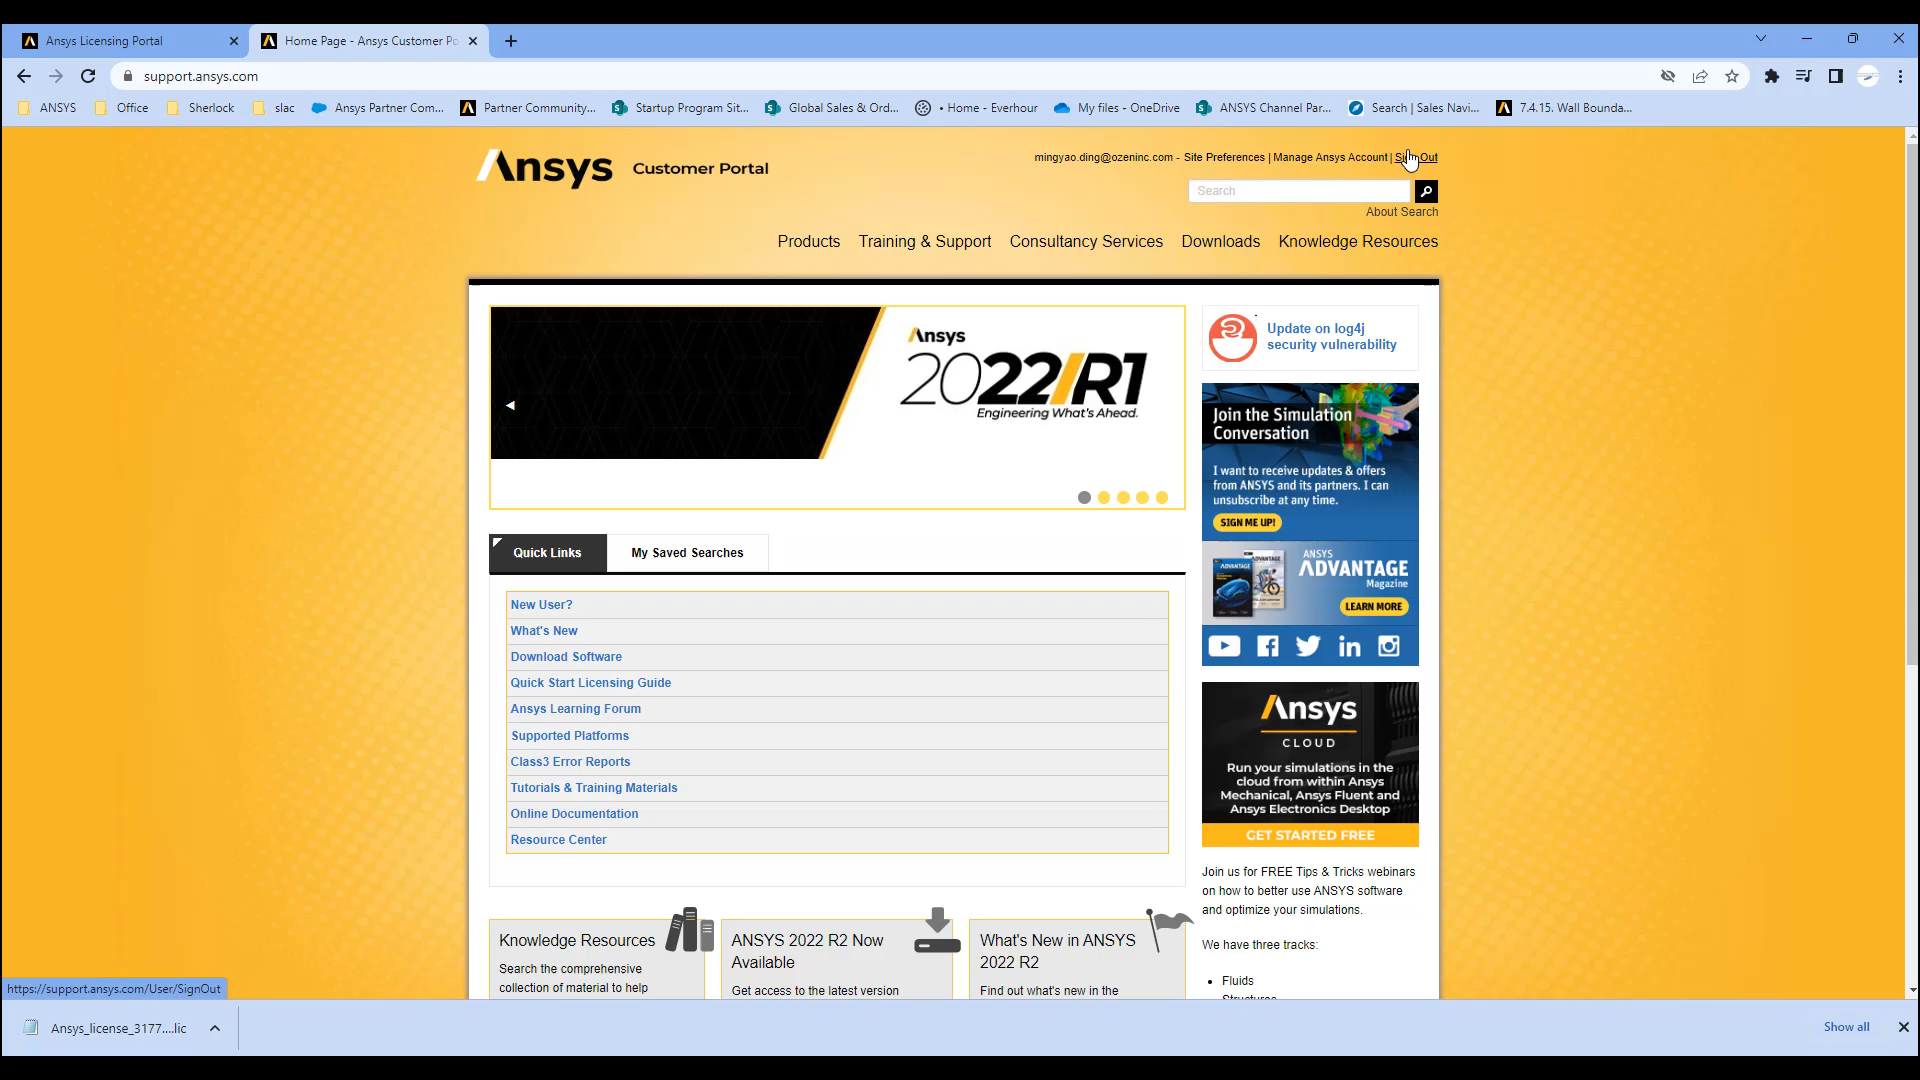 Ansys Licensing Portal
Home Page - Ansys Customer Po
support.ansys.com
ANSYS
Office
Sherlock
slac
Ansys Partner Com...
Partner Community...
Startup Program Sit...
Global Sales & Ord...
• Home - Everhour
My files - OneDrive
ANSYS Channel Par...
Search | Sales Navi...
7.4.15. Wall Bounda...
Ansys Customer Portal
mingyao.ding@ozeninc.com - Site Preferences | Manage Ansys Account | Sign Out
Search
About Search
Products Training & Support Consultancy Services Downloads Knowledge Resources
Ansys
2022/R1
Engineering What's Ahead.
Update on log4j
security vulnerability
Join the Simulation
Conversation
I want to receive updates & offers
from ANSYS and its partners. I can
unsubscribe at any time.
SIGN ME UP!
ANSYS
ADVANTAGE
Magazine
LEARN MORE
Quick Links
My Saved Searches
New User?
What's New
Download Software
Quick Start Licensing Guide
Ansys Learning Forum
Supported Platforms
Class3 Error Reports
Tutorials & Training Materials
Online Documentation
Resource Center
Ansys
CLOUD
Run your simulations in the
cloud from within Ansys
Mechanical, Ansys Fluent and
Ansys Electronics Desktop
GET STARTED FREE
Join us for FREE Tips & Tricks webinars
on how to better use ANSYS software
and optimize your simulations.
We have three tracks:
• Fluids
Structures
Knowledge Resources
Search the comprehensive
collection of material to help
ANSYS 2022 R2 Now
Available
Get access to the latest version
What's New in ANSYS
2022 R2
Find out what's new in the
https://support.ansys.com/User/SignOut
Ansys_license_3177....lic
Show all